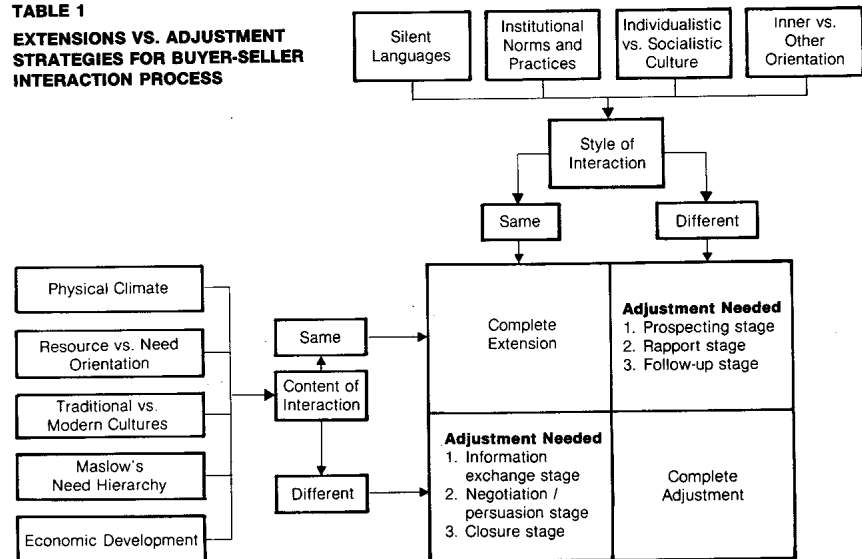 TABLE 1
EXTENSIONS VS. ADJUSTMENT
STRATEGIES FOR BUYER-SELLER
INTERACTION PROCESS
Silent
Languages
Institutional
Norms and
Practices
Individualistic
vs. Socialistic
Culture
Inner vs.
Other
Orientation
Style of
Interaction
Same
Different
Physical Climate
Resource vs. Need
Orientation
Traditional vs.
Modern Cultures
Maslow's
Need Hierarchy
Economic Development
Same
Content of
Interaction
Different
Complete
Extension
Adjustment Needed
1. Prospecting stage
2. Rapport stage
3. Follow-up stage
Adjustment Needed
1. Information
exchange stage
2. Negotiation /
persuasion stage
3. Closure stage
Complete
Adjustment